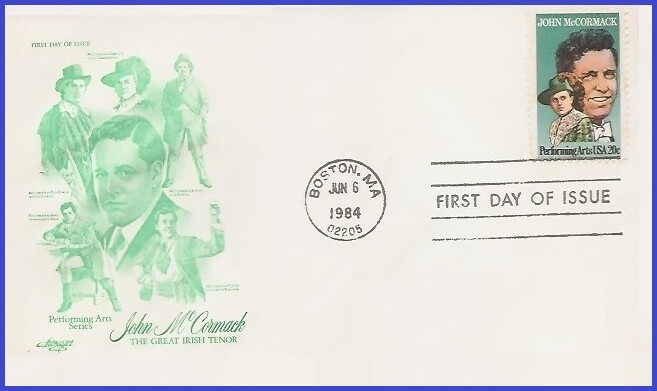 FIRST DAY OF ISSUE
Performing Arts
Series
John McCormack
THE GREAT IRISH TENOR
Artmaster
BOSTON, MA
JUN 6
1984
02205
JOHN McCORMACK
Performing Arts USA 20c
FIRST DAY OF ISSUE